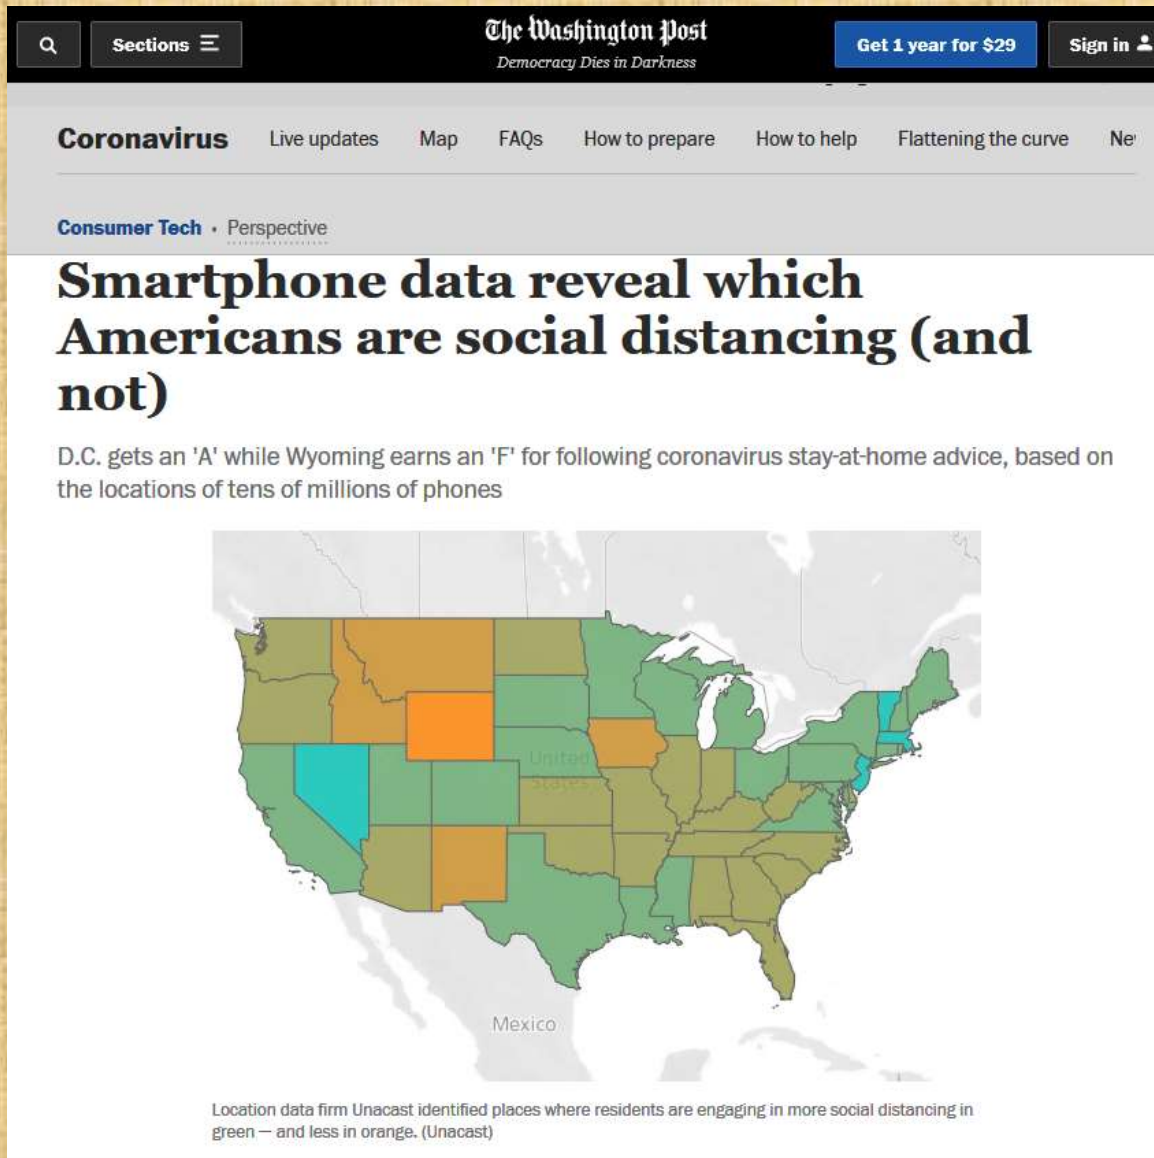 Sections
The Washington Post
Democracy Dies in Darkness
Get 1 year for $29
Sign in
Coronavirus
Live updates
Map
FAQs
How to prepare
How to help
Flattening the curve
Consumer Tech • Perspective
Smartphone data reveal which
Americans are social distancing (and
not)
D.C. gets an 'A' while Wyoming earns an 'F' for following coronavirus stay-at-home advice, based on
the locations of tens of millions of phones
United
States
Mexico
Location data firm Unacast identified places where residents are engaging in more social distancing in
green — and less in orange. (Unacast)